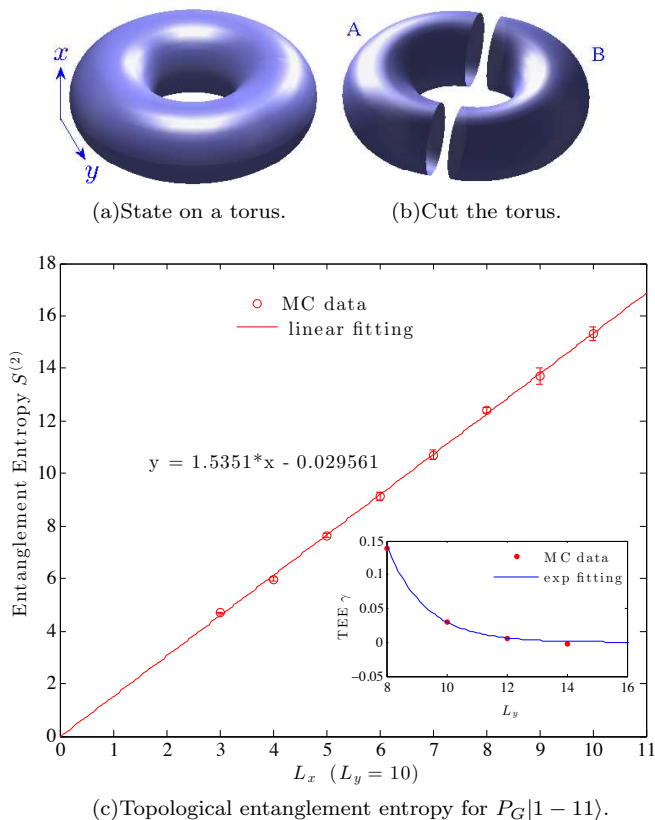 x
y
A
B
(a)State on a torus.
(b)Cut the torus.
18
16
14
12
10
8
6
4
2
0
Entanglement Entropy S^{(2)}
MC data
linear fitting
y = 1.5351*x - 0.029561
0.15
0.1
0.05
0
−0.05
TEE γ
MC data
exp fitting
8 10 12 14 16
L_y
0 1 2 3 4 5 6 7 8 9 10 11
L_x (L_y = 10)
(c)Topological entanglement entropy for P_G|1 − 11⟩.